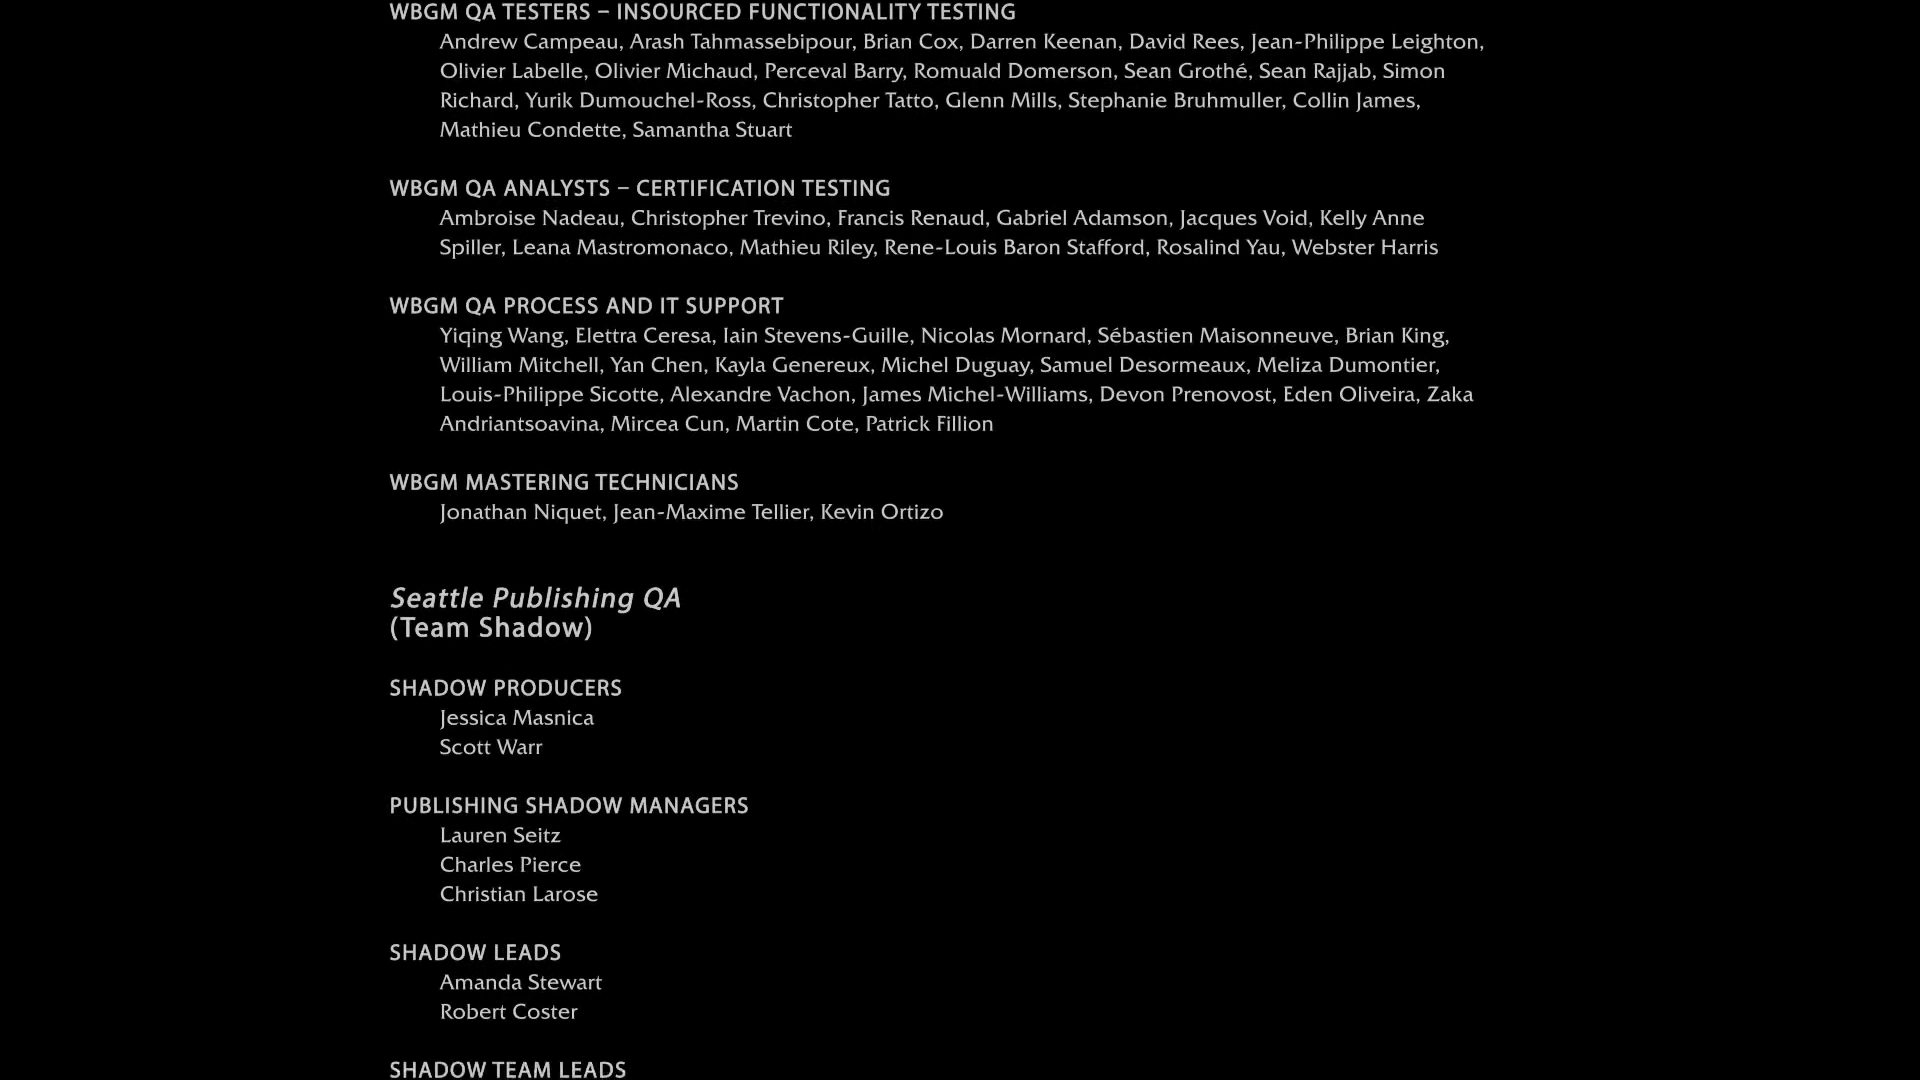 WBGM QA TESTERS – INSOURCED FUNCTIONALITY TESTING
Andrew Campeau, Arash Tahmassebipour, Brian Cox, Darren Keenan, David Rees, Jean-Philippe Leighton,
Olivier Labelle, Olivier Michaud, Perceval Barry, Romuald Domerson, Sean Grothé, Sean Rajjab, Simon
Richard, Yurik Dumouchel-Ross, Christopher Tatto, Glenn Mills, Stephanie Bruhmuller, Collin James,
Mathieu Condette, Samantha Stuart
WBGM QA ANALYSTS – CERTIFICATION TESTING
Ambroise Nadeau, Christopher Trevino, Francis Renaud, Gabriel Adamson, Jacques Void, Kelly Anne
Spiller, Leana Mastromonaco, Mathieu Riley, Rene-Louis Baron Stafford, Rosalind Yau, Webster Harris
WBGM QA PROCESS AND IT SUPPORT
Yiqing Wang, Elettra Ceresa, Iain Stevens-Guille, Nicolas Mornard, Sébastien Maisonneuve, Brian King,
William Mitchell, Yan Chen, Kayla Genereux, Michel Duguay, Samuel Desormeaux, Meliza Dumontier,
Louis-Philippe Sicotte, Alexandre Vachon, James Michel-Williams, Devon Prenovost, Eden Oliveira, Zaka
Andriantsoavina, Mircea Cun, Martin Cote, Patrick Fillion
WBGM MASTERING TECHNICIANS
Jonathan Niquet, Jean-Maxime Tellier, Kevin Ortizo
Seattle Publishing QA
(Team Shadow)
SHADOW PRODUCERS
Jessica Masnica
Scott Warr
PUBLISHING SHADOW MANAGERS
Lauren Seitz
Charles Pierce
Christian Larose
SHADOW LEADS
Amanda Stewart
Robert Coster
SHADOW TEAM LEADS